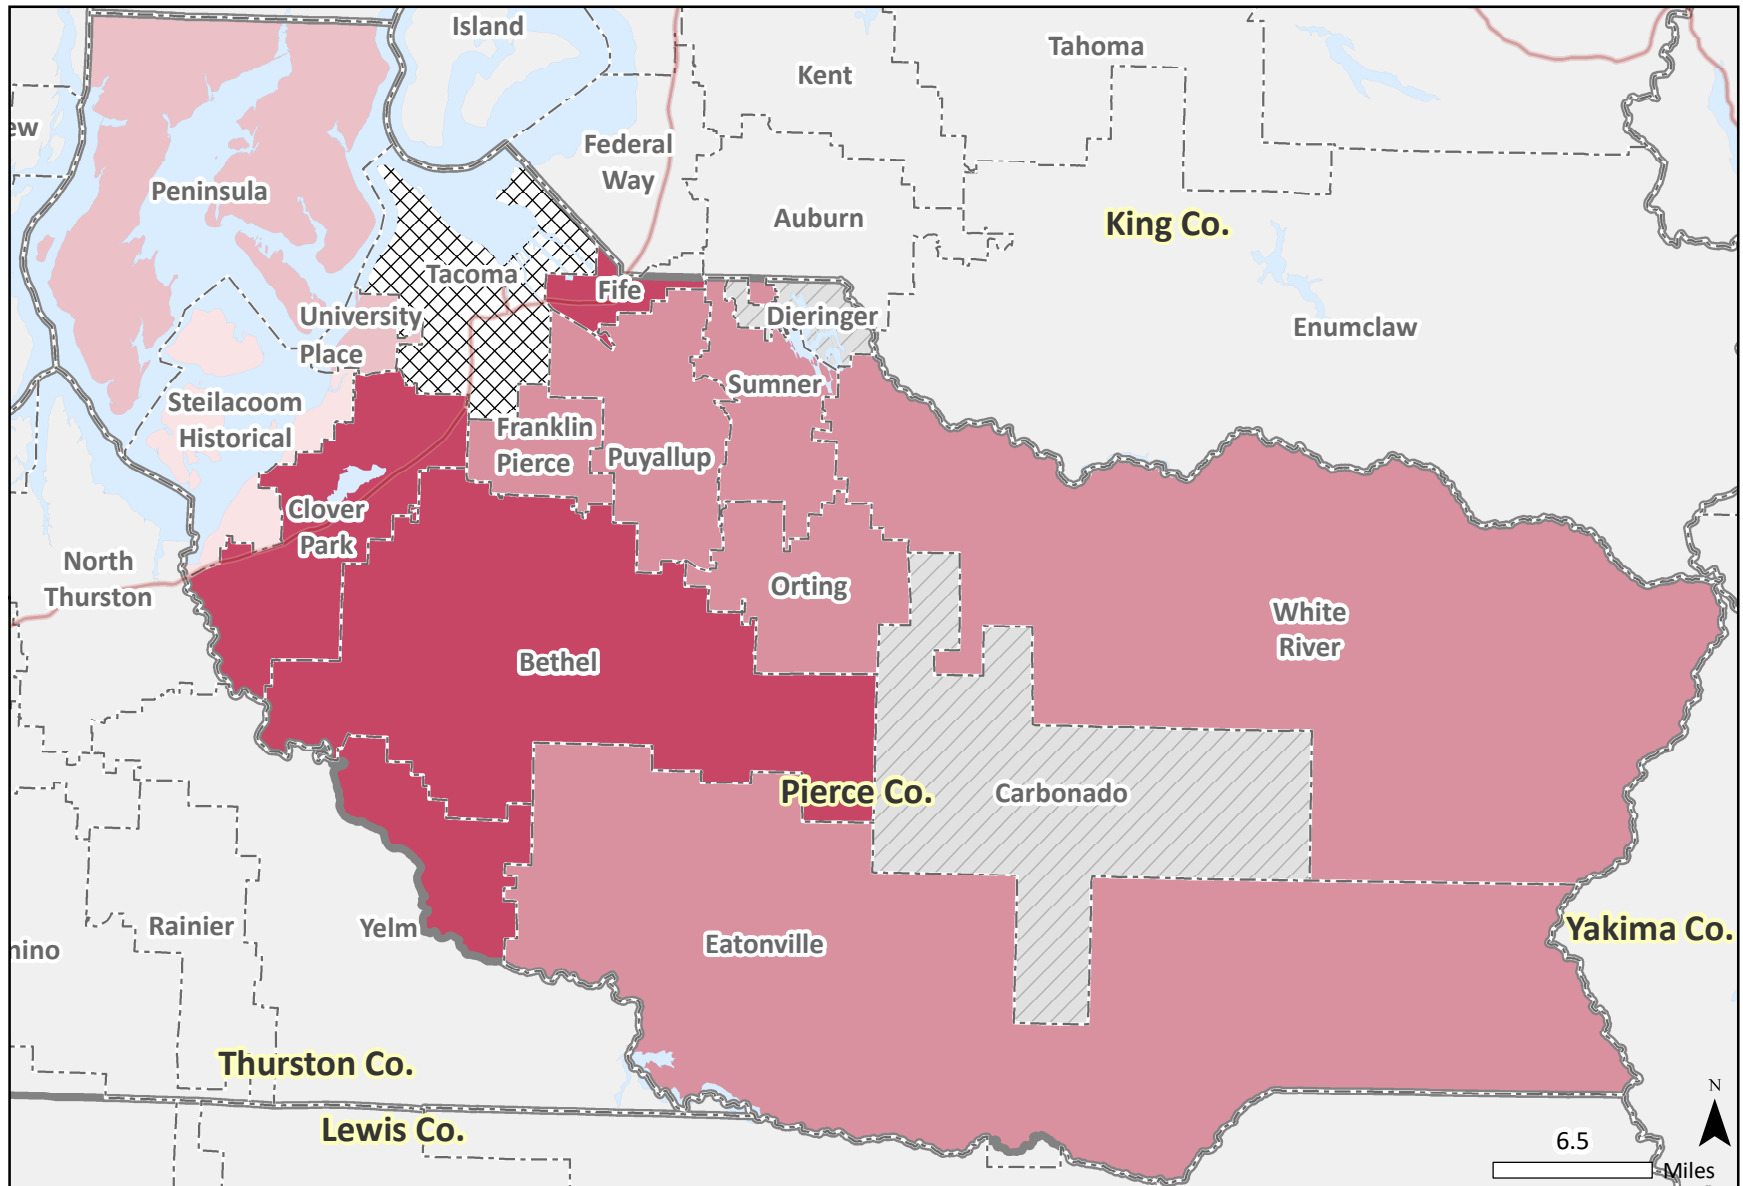 Island
Tahoma
Kent
ew
Federal
Way
Peninsula
Auburn
King Co.
Tacoma
Fife
University
Place
Dieringer
Enumclaw
Sumner
Steilacoom
Historical
Franklin
Pierce
Puyallup
Clover
Park
North
Thurston
Orting
White
River
Bethel
Pierce Co.
Carbonado
Rainier
Yelm
Eatonville
Yakima Co.
nino
Thurston Co.
Lewis Co.
N
6.5
Miles